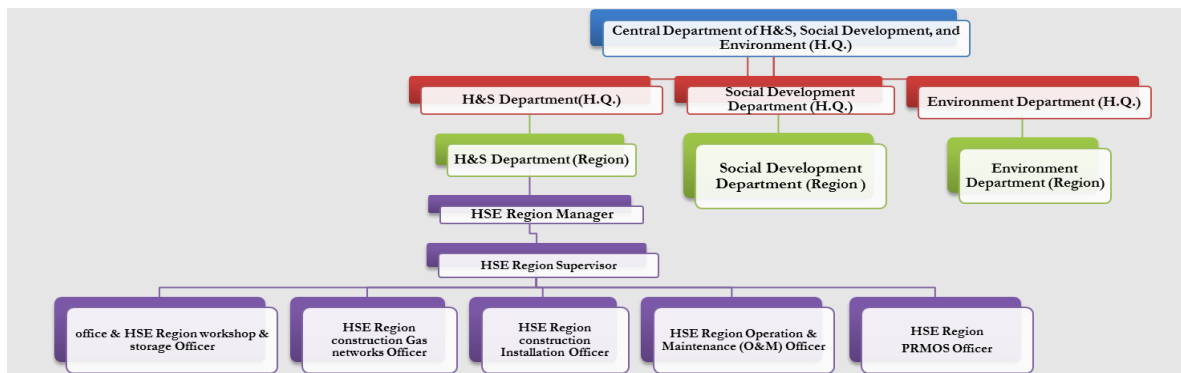 Central Department of H&S, Social Development, and
Environment (H.Q.)
H&S Department(H.Q.)
Social Development
Department (H.Q.)
Environment Department (H.Q.)
H&S Department (Region)
Social Development
Department (Region )
Environment
Department (Region)
HSE Region Manager
HSE Region Supervisor
office & HSE Region workshop &
storage Officer
HSE Region
construction Gas
networks Officer
HSE Region
construction
Installation Officer
HSE Region Operation &
Maintenance (O&M) Officer
HSE Region
PRMOS Officer